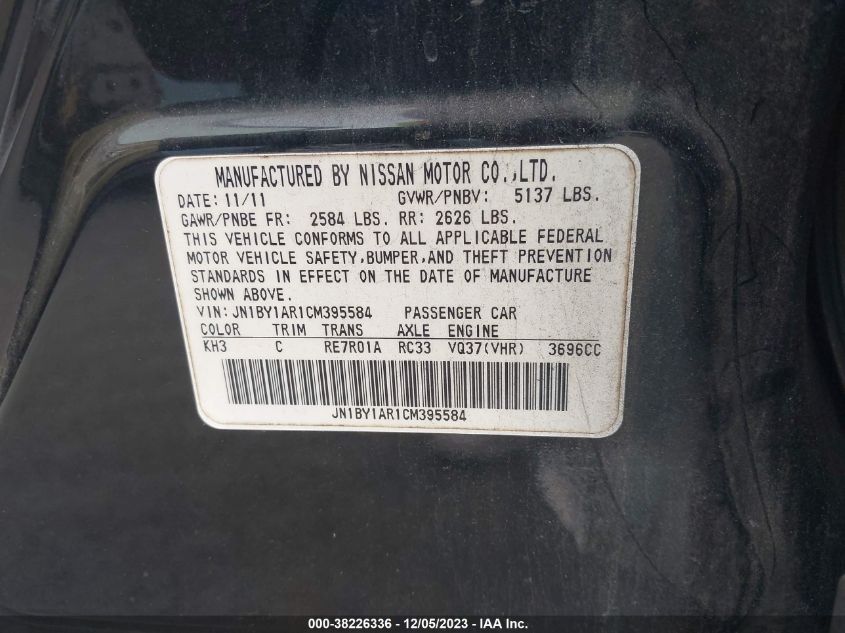 MANUFACTURED BY NISSAN MOTOR CO.,LTD.
DATE: 11/11 GVWR/PNBV: 5137 LBS.
GAWR/PNBE FR: 2584 LBS. RR: 2626 LBS.
THIS VEHICLE CONFORMS TO ALL APPLICABLE FEDERAL
MOTOR VEHICLE SAFETY,BUMPER,AND THEFT PREVENTION
STANDARDS IN EFFECT ON THE DATE OF MANUFACTURE
SHOWN ABOVE.
VIN:JN1BY1AR1CM395584 PASSENGER CAR
COLOR TRIM TRANS AXLE ENGINE
KH3 C RE7R01A RC33 VQ37(VHR) 3696CC
JN1BY1AR1CM395584
000-38226336 - 12/05/2023 - IAA Inc.